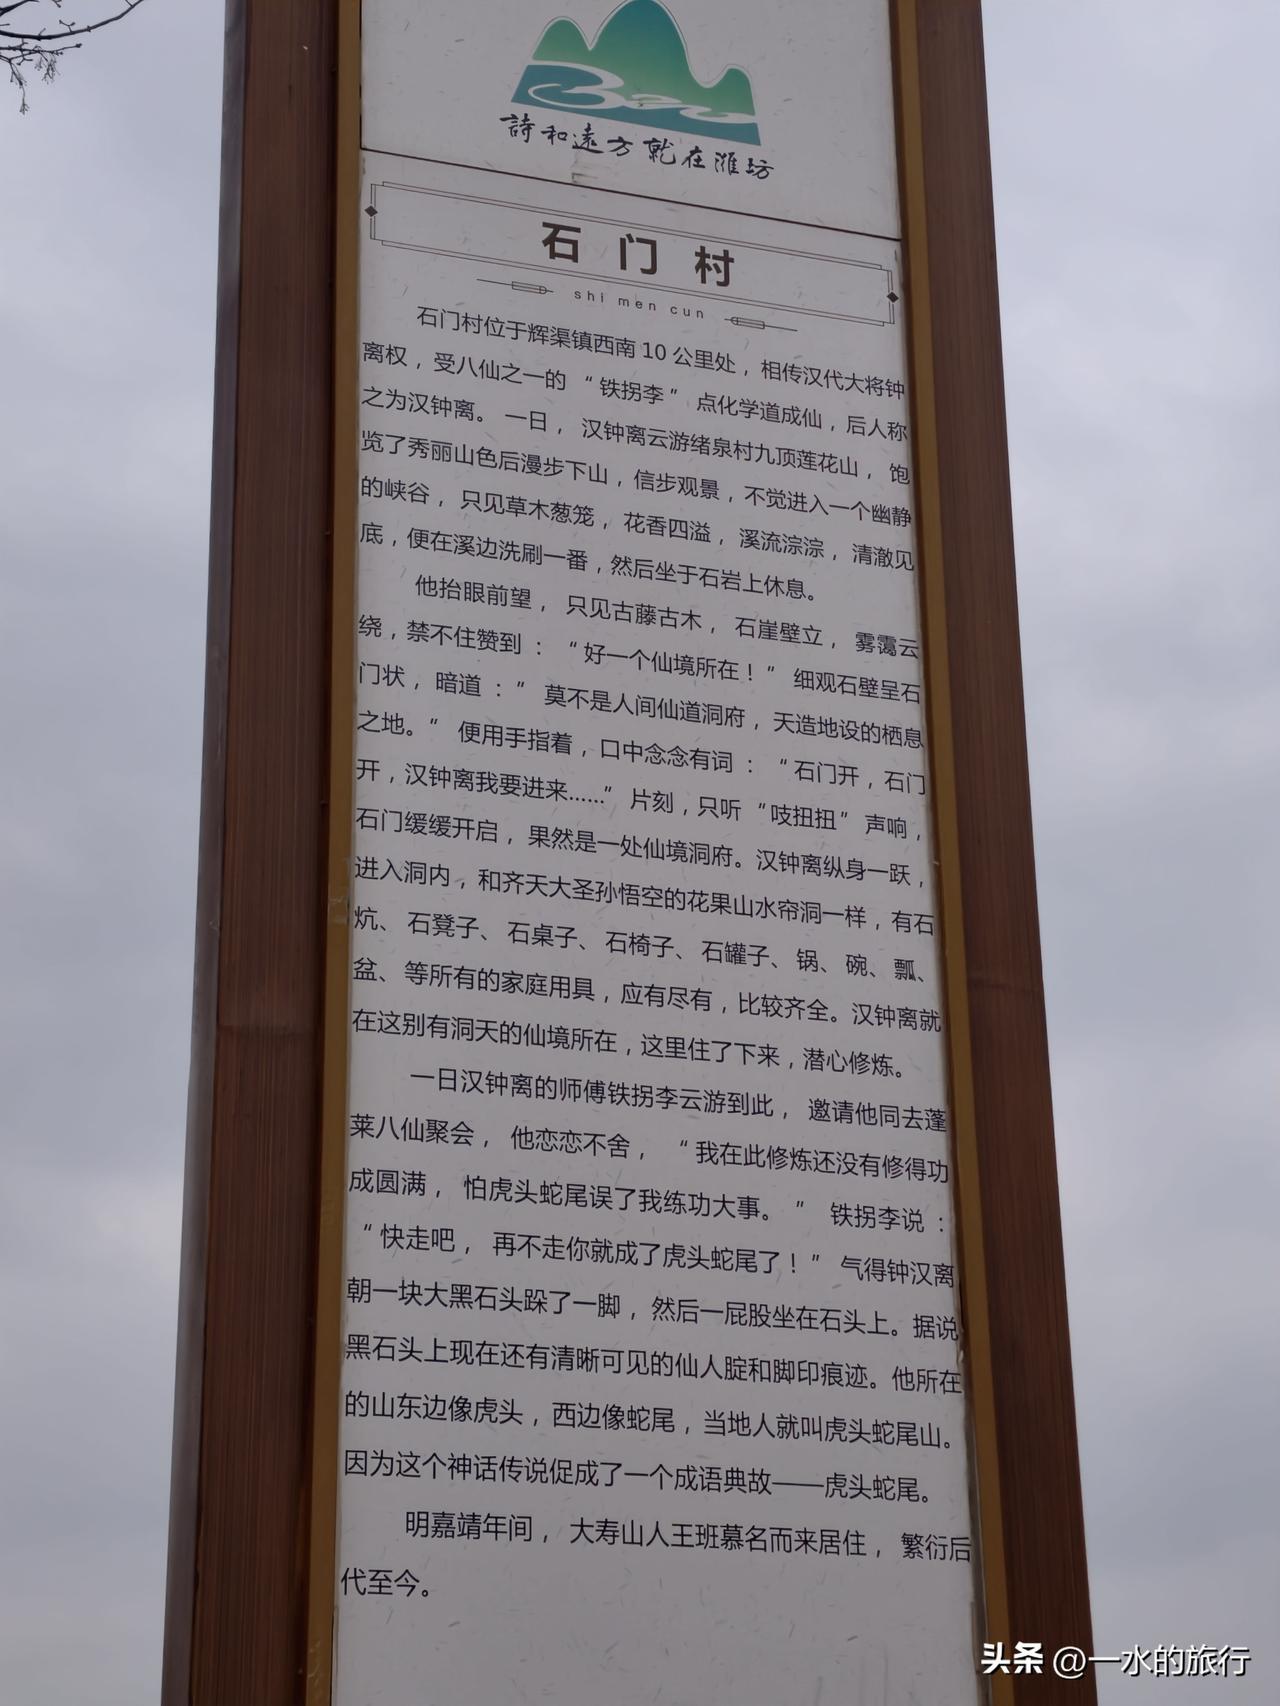 詩和遠方就在濰坊
石门村
shi men cun
石门村位于辉渠镇西南10公里处，相传汉代大将钟
离权，受八仙之一的“铁拐李”点化学道成仙，后人称
之为汉钟离。一日，汉钟离云游绪泉村九顶莲花山，饱
览了秀丽山色后漫步下山，信步观景，不觉进入一个幽静
的峡谷，只见草木葱笼，花香四溢，溪流淙淙，清澈见
底，便在溪边洗刷一番，然后坐于石岩上休息。
他抬眼前望，只见古藤古木，石崖壁立，雾霭云
绕，禁不住赞到：“好一个仙境所在！”细观石壁呈石
门状，暗道：”莫不是人间仙道洞府，天造地设的栖息
之地。”便用手指着，口中念念有词：“石门开，石门
开，汉钟离我要进来……”片刻，只听“吱扭扭”声响，
石门缓缓开启，果然是一处仙境洞府。汉钟离纵身一跃，
进入洞内，和齐天大圣孙悟空的花果山水帘洞一样，有石
炕、石凳子、石桌子、石椅子、石罐子、锅、碗、瓢、
盆、等所有的家庭用具，应有尽有，比较齐全。汉钟离就
在这别有洞天的仙境所在，这里住了下来，潜心修炼。
一日汉钟离的师傅铁拐李云游到此，邀请他同去蓬
莱八仙聚会，他恋恋不舍，“我在此修炼还没有修得功
成圆满，怕虎头蛇尾误了我练功大事。”铁拐李说：
“快走吧，再不走你就成了虎头蛇尾了！”气得钟汉离
朝一块大黑石头跺了一脚，然后一屁股坐在石头上。据说
黑石头上现在还有清晰可见的仙人腚和脚印痕迹。他所在
的山东边像虎头，西边像蛇尾，当地人就叫虎头蛇尾山。
因为这个神话传说促成了一个成语典故——虎头蛇尾。
明嘉靖年间，大寿山人王班慕名而来居住，繁衍后
代至今。
头条 @一水的旅行